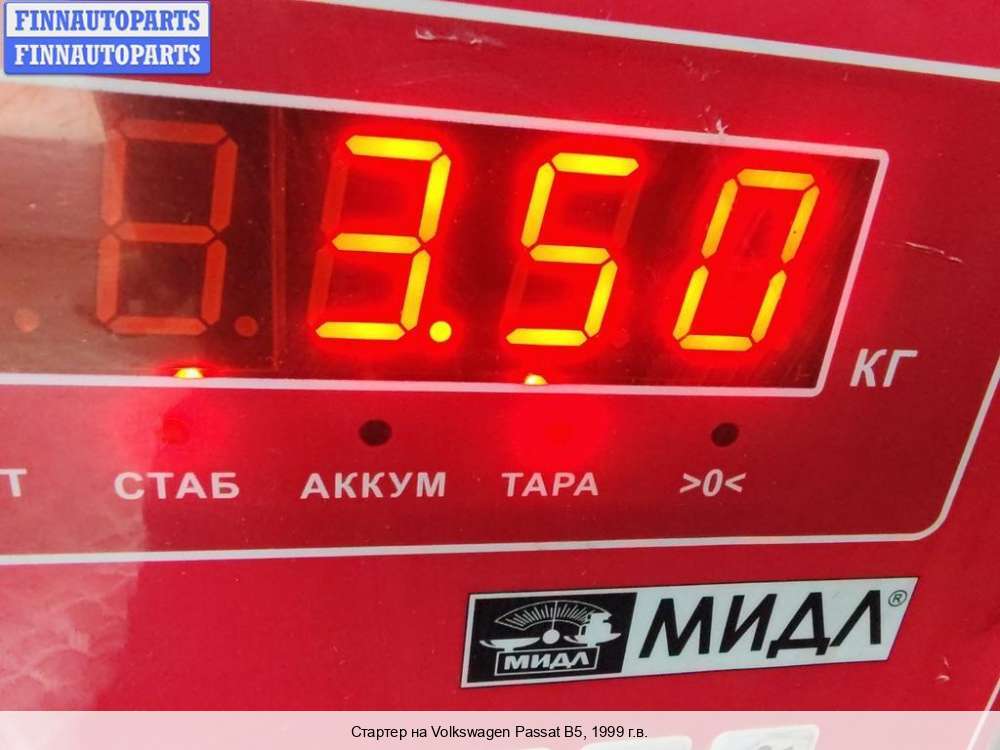 FINNAUTOPARTS
FINNAUTOPARTS
3.50
КГ
Т СТАБ АККУМ ТАРА >0<
МИДЛ МИДЛ®
Стартер на Volkswagen Passat B5, 1999 г.в.